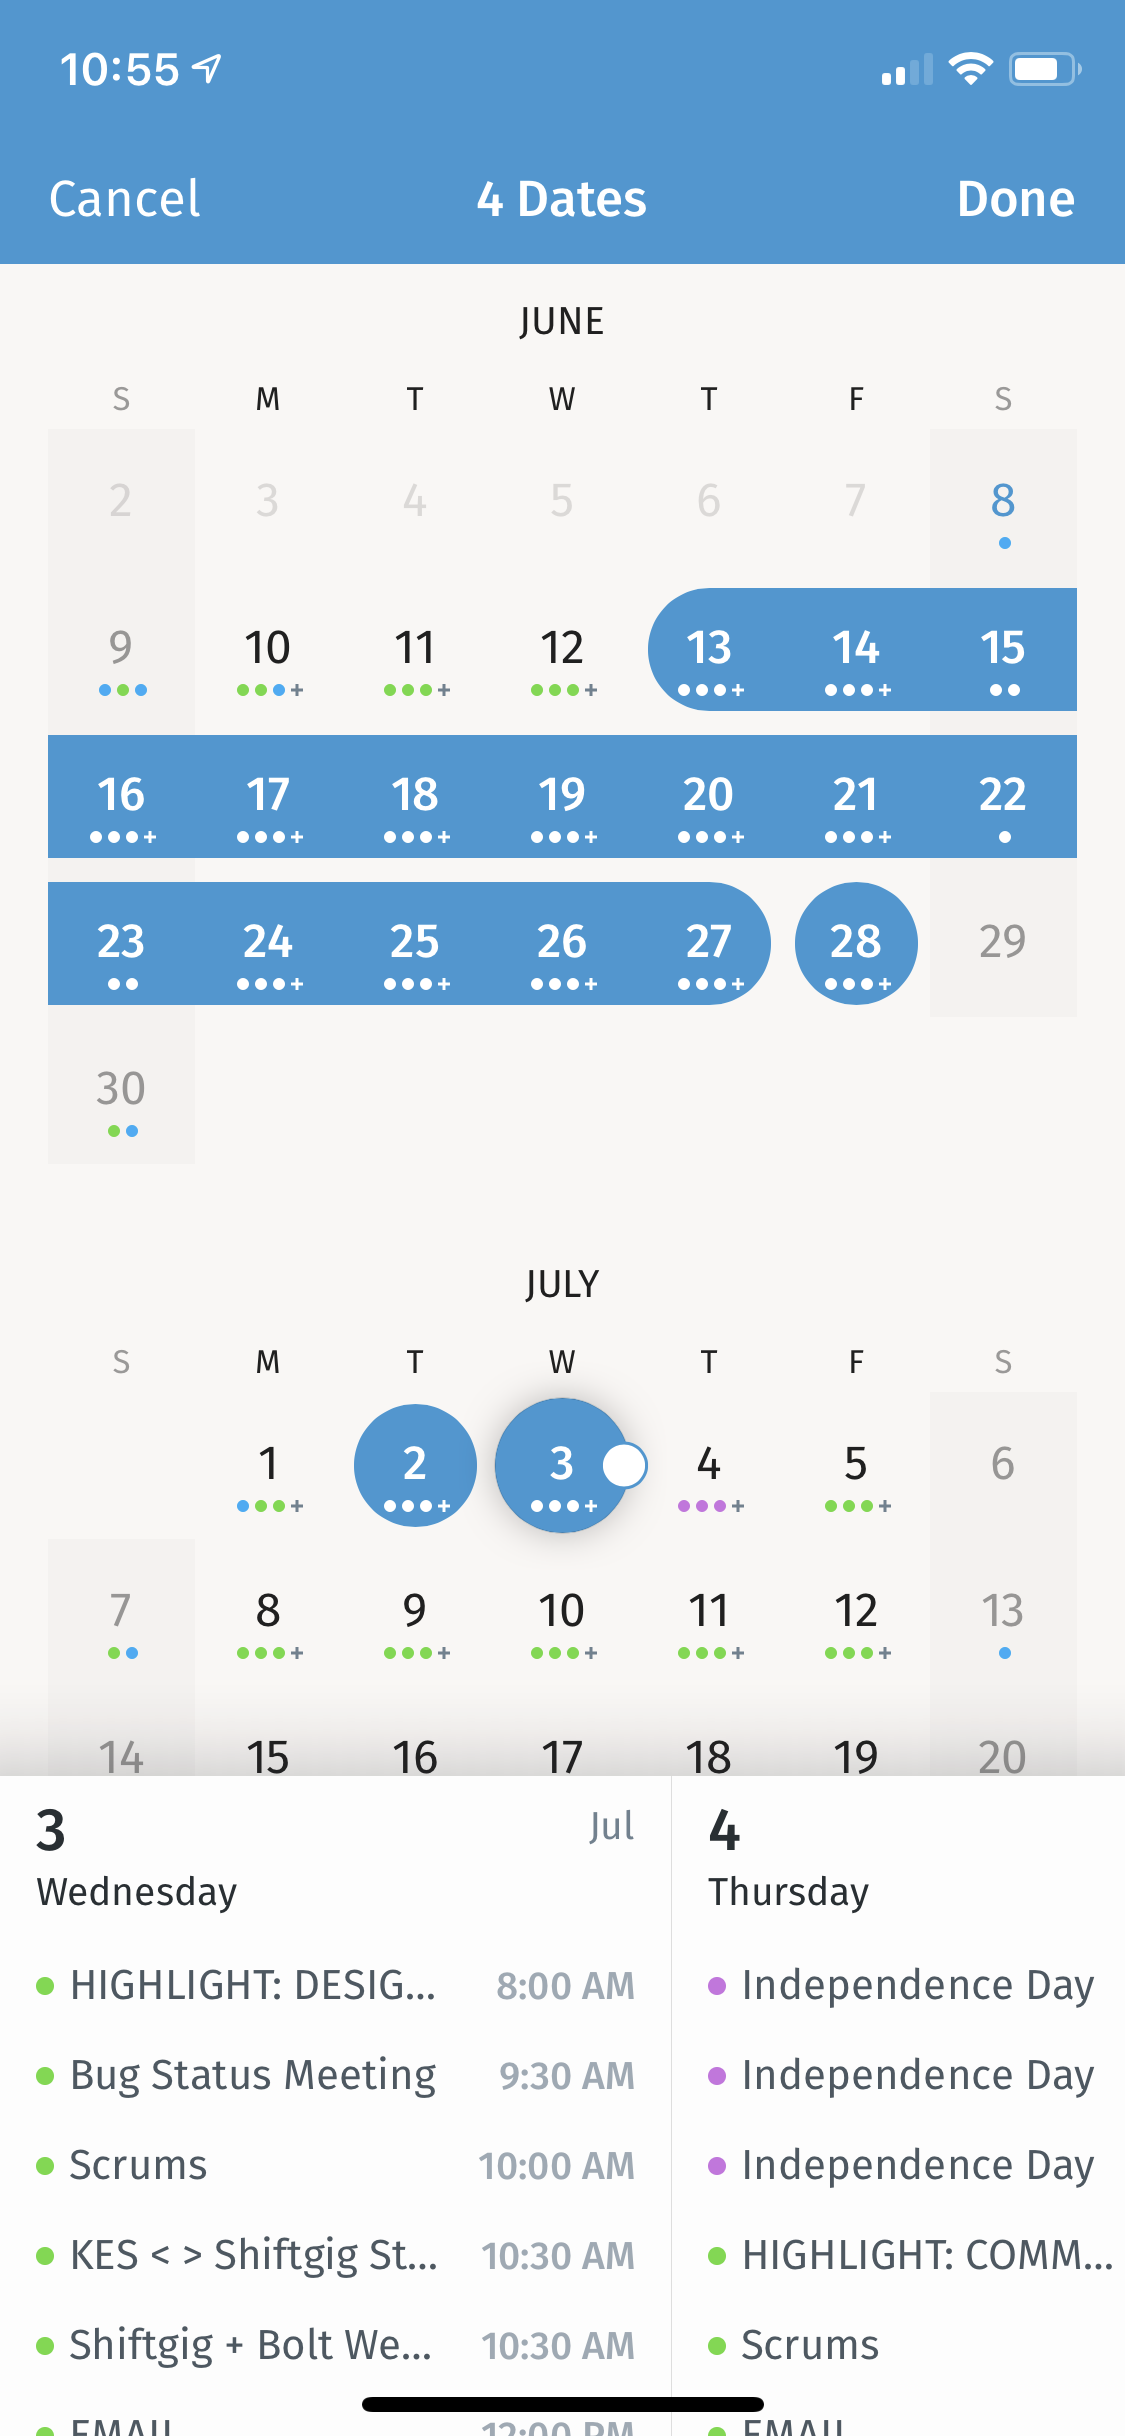 10:55
Cancel 4 Dates Done
JUNE
S M T W T F S
2 3 4 5 6 7 8
9 10 11 12 13 14 15
+ + + + +
16 17 18 19 20 21 22
+ + + + + +
23 24 25 26 27 28 29
+ + + + +
30
JULY
S M T W T F S
1 2 3 4 5 6
+ + + + +
7 8 9 10 11 12 13
+ + + + +
14 15 16 17 18 19 20
3 Jul
Wednesday
HIGHLIGHT: DESIG... 8:00 AM
Bug Status Meeting 9:30 AM
Scrums 10:00 AM
KES < > Shiftgig St... 10:30 AM
Shiftgig + Bolt We... 10:30 AM
EMAIL 12:00 PM
4
Thursday
Independence Day
Independence Day
Independence Day
HIGHLIGHT: COMM...
Scrums
EMAIL